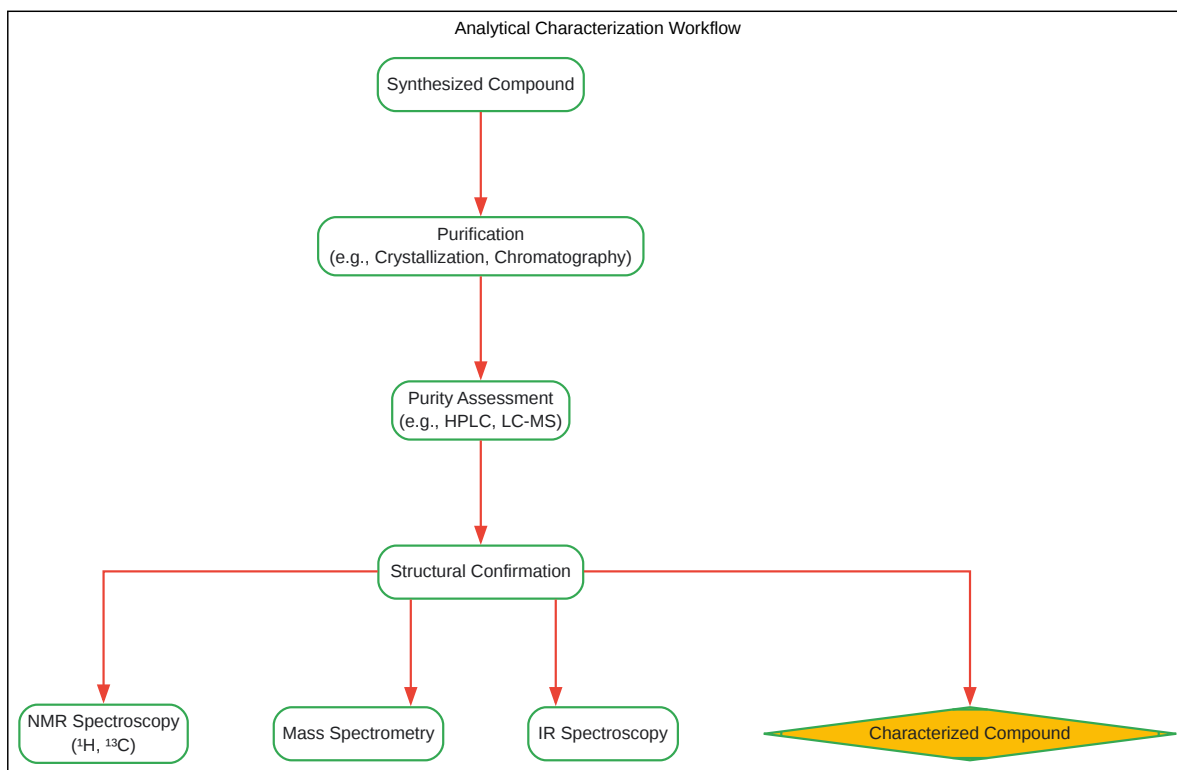 Analytical Characterization Workflow
Synthesized Compound
Purification
(e.g., Crystallization, Chromatography)
Purity Assessment
(e.g., HPLC, LC-MS)
Structural Confirmation
NMR Spectroscopy
(¹H, ¹³C)
Mass Spectrometry
IR Spectroscopy
Characterized Compound